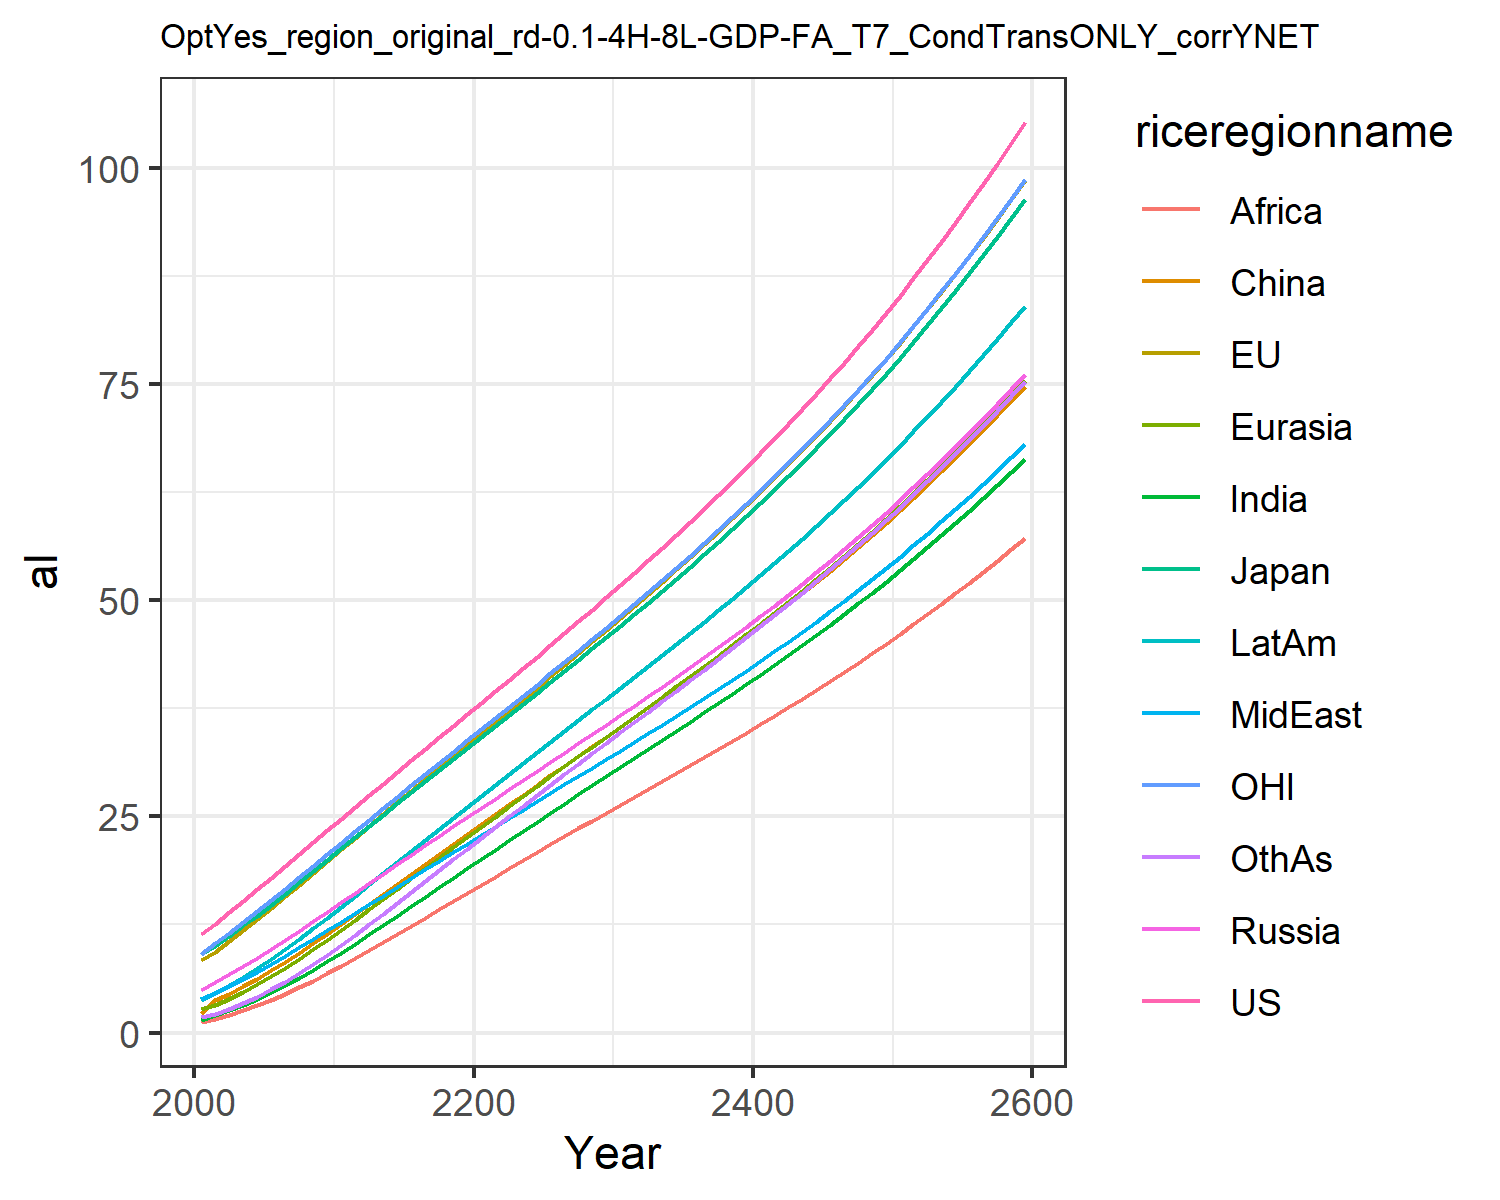 OptYes_region_original_rd-0.1-4H-8L-GDP-FA_T7_CondTransONLY_corrYNET
riceregionname
Africa
China
EU
Eurasia
India
Japan
LatAm
MidEast
OHI
OthAs
Russia
US
al
100
75
50
25
0
2000 2200 2400 2600
Year